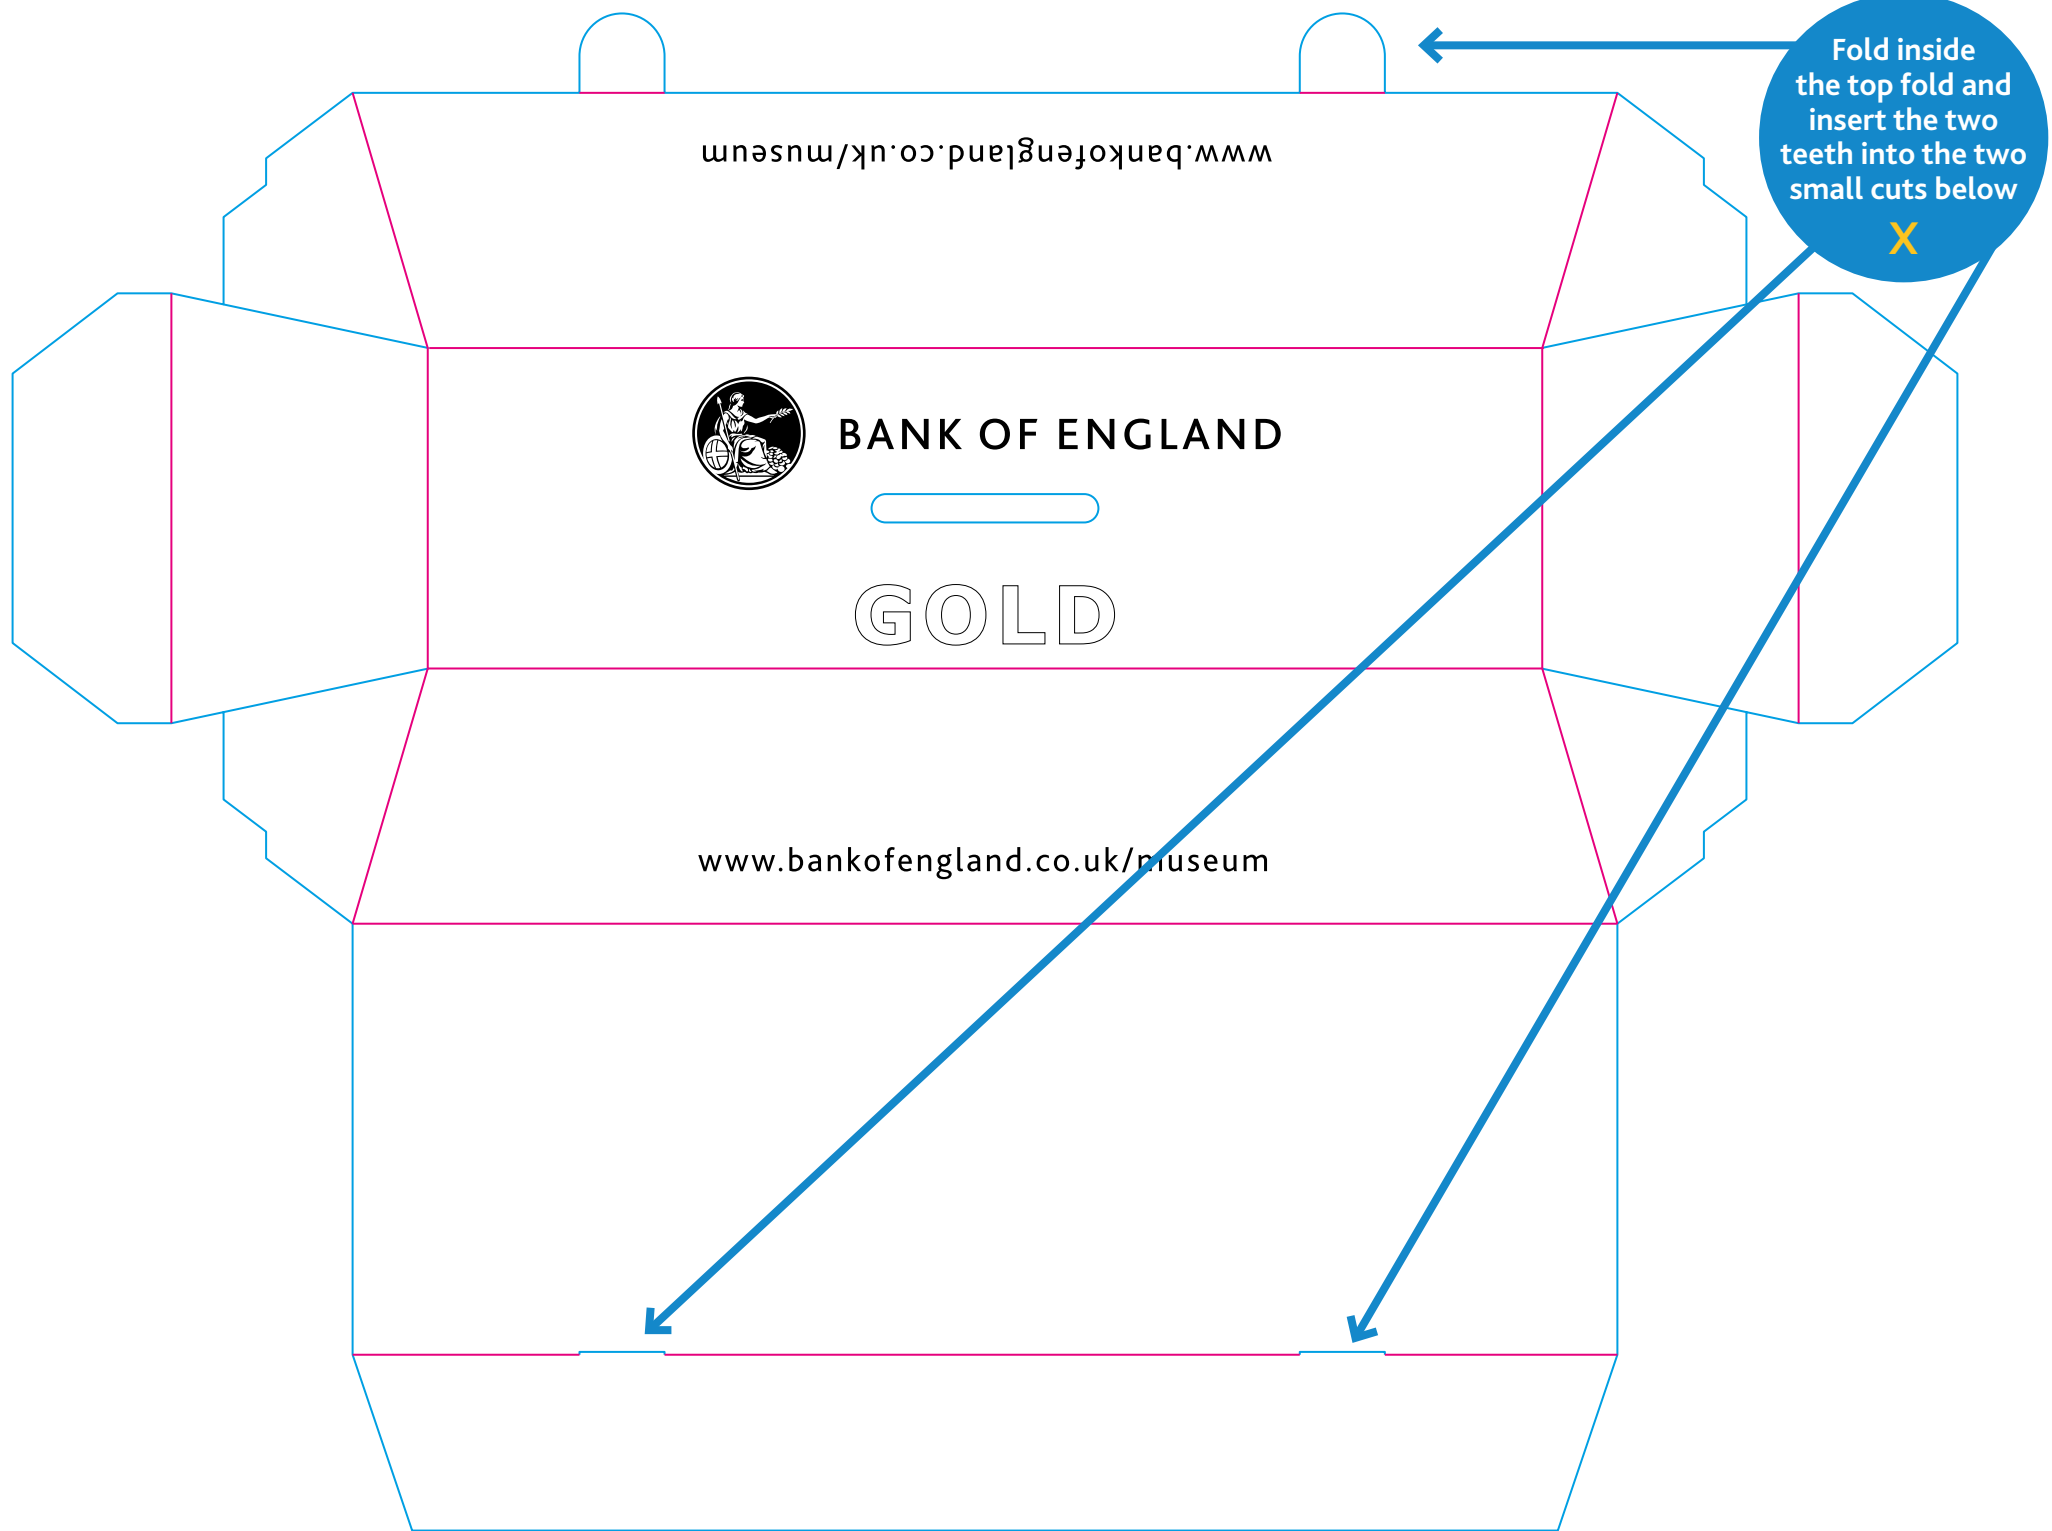 Fold inside
the top fold and
insert the two
teeth into the two
small cuts below
X
www.bankofengland.co.uk/museum
BANK OF ENGLAND
GOLD
www.bankofengland.co.uk/museum